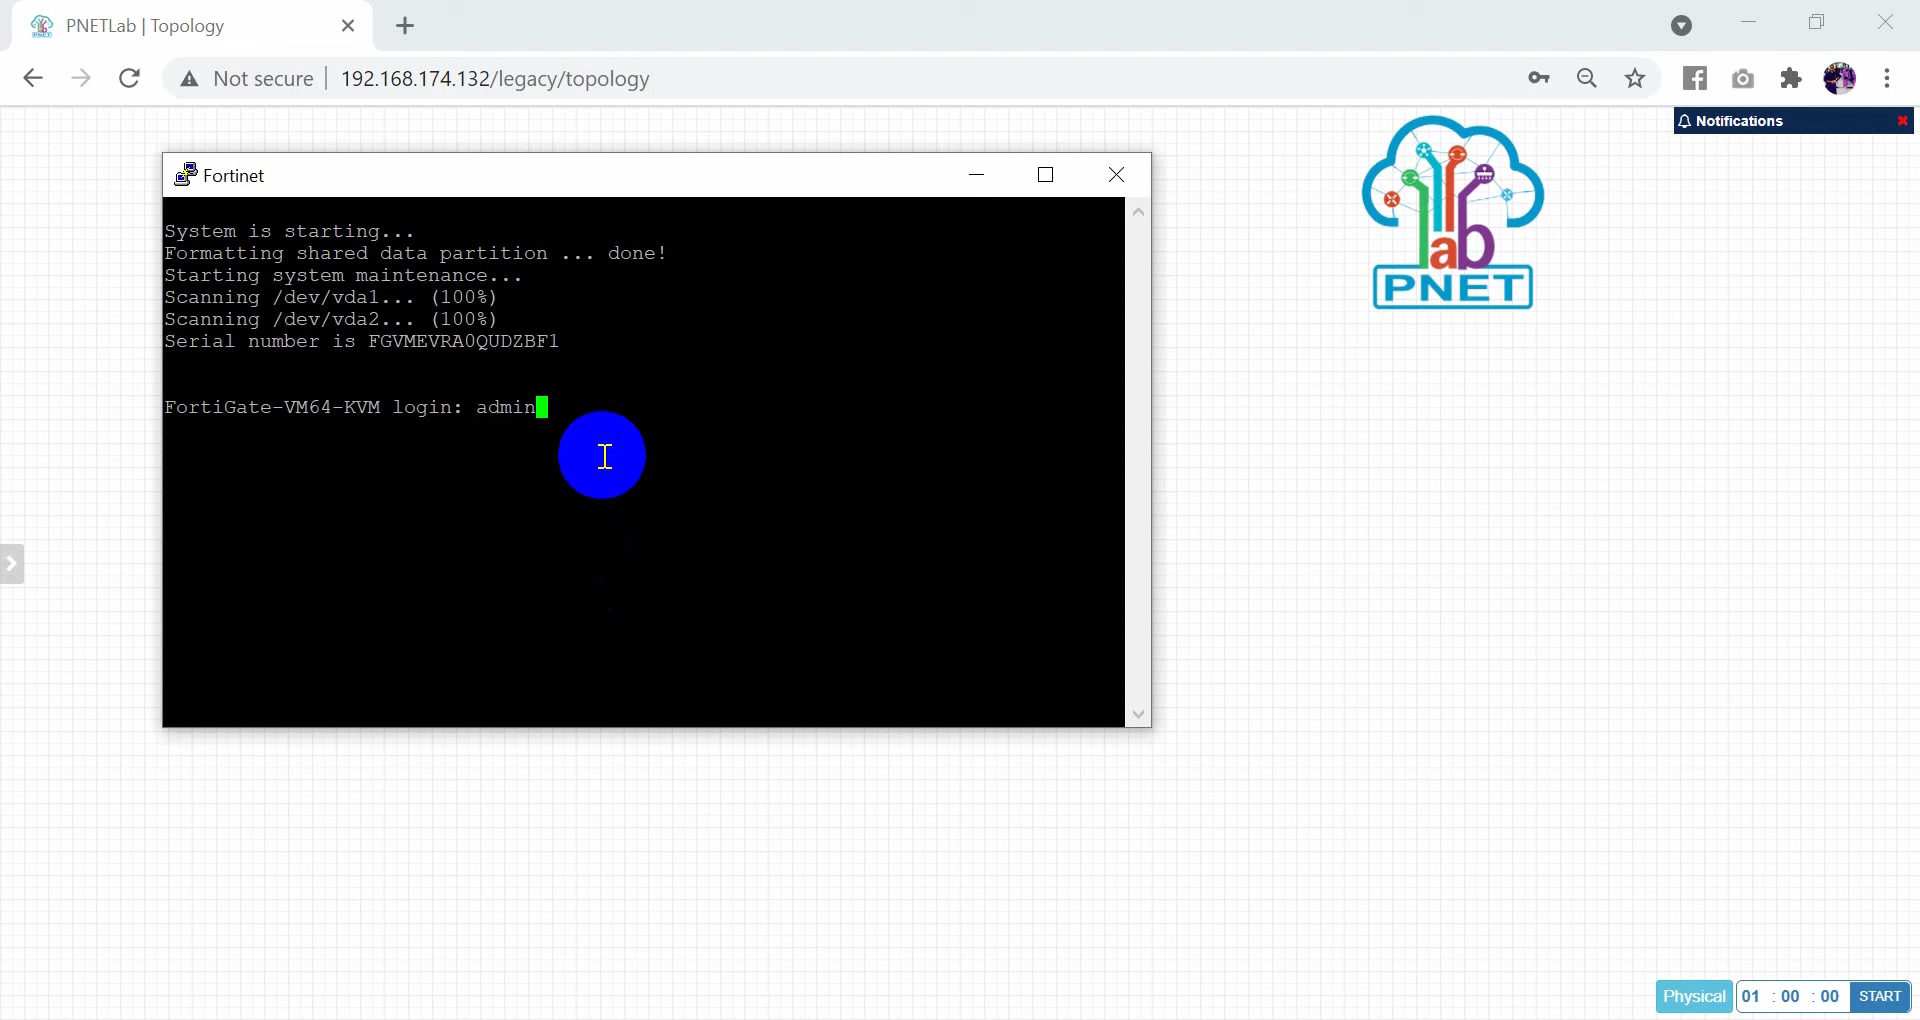 PNETLab | Topology
Not secure | 192.168.174.132/legacy/topology
Notifications
Fortinet
System is starting...
Formatting shared data partition ... done!
Starting system maintenance...
Scanning /dev/vda1... (100%)
Scanning /dev/vda2... (100%)
Serial number is FGVMEVRA0QUDZBF1
FortiGate-VM64-KVM login: admin
lab
PNET
Physical 01 : 00 : 00 START